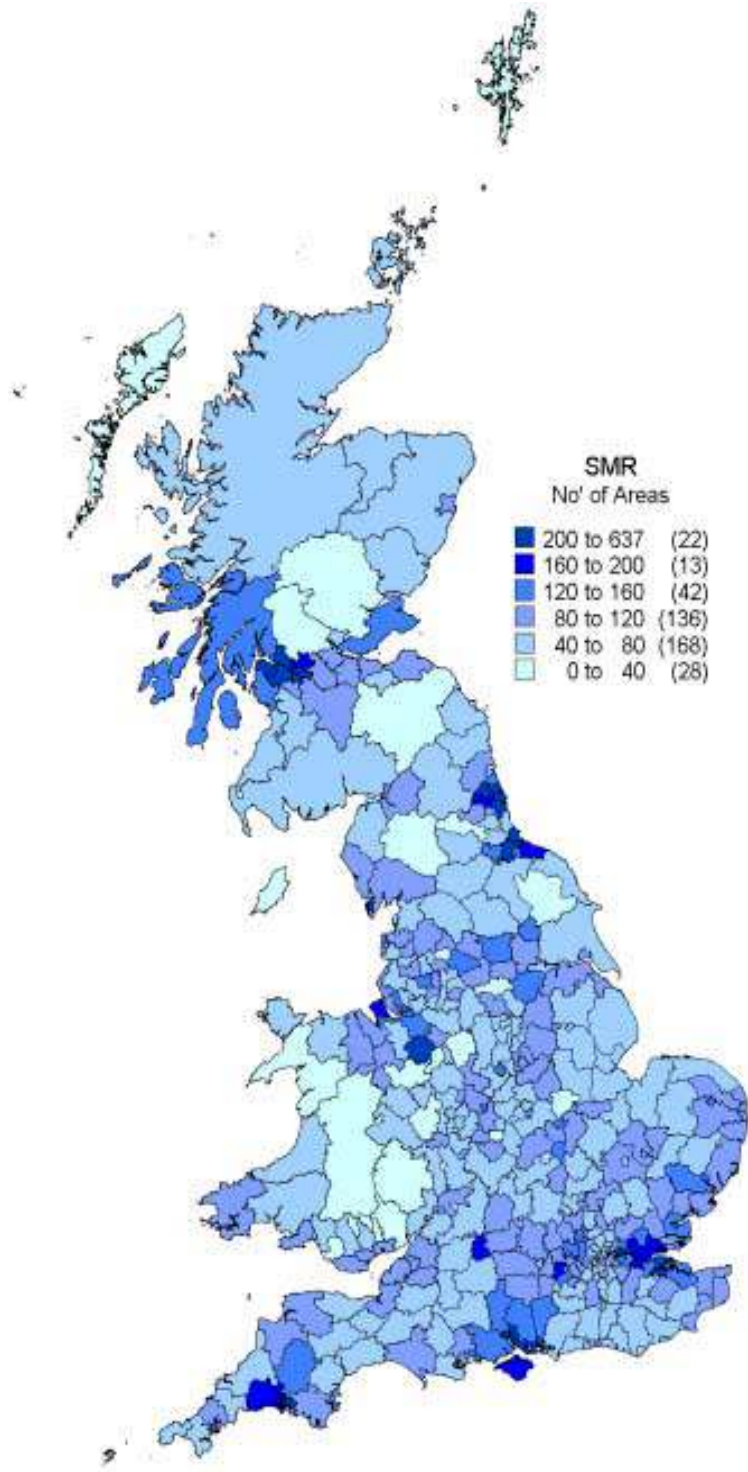 SMR
No' of Areas
200 to 637 (22)
160 to 200 (13)
120 to 160 (42)
80 to 120 (136)
40 to 80 (168)
0 to 40 (28)